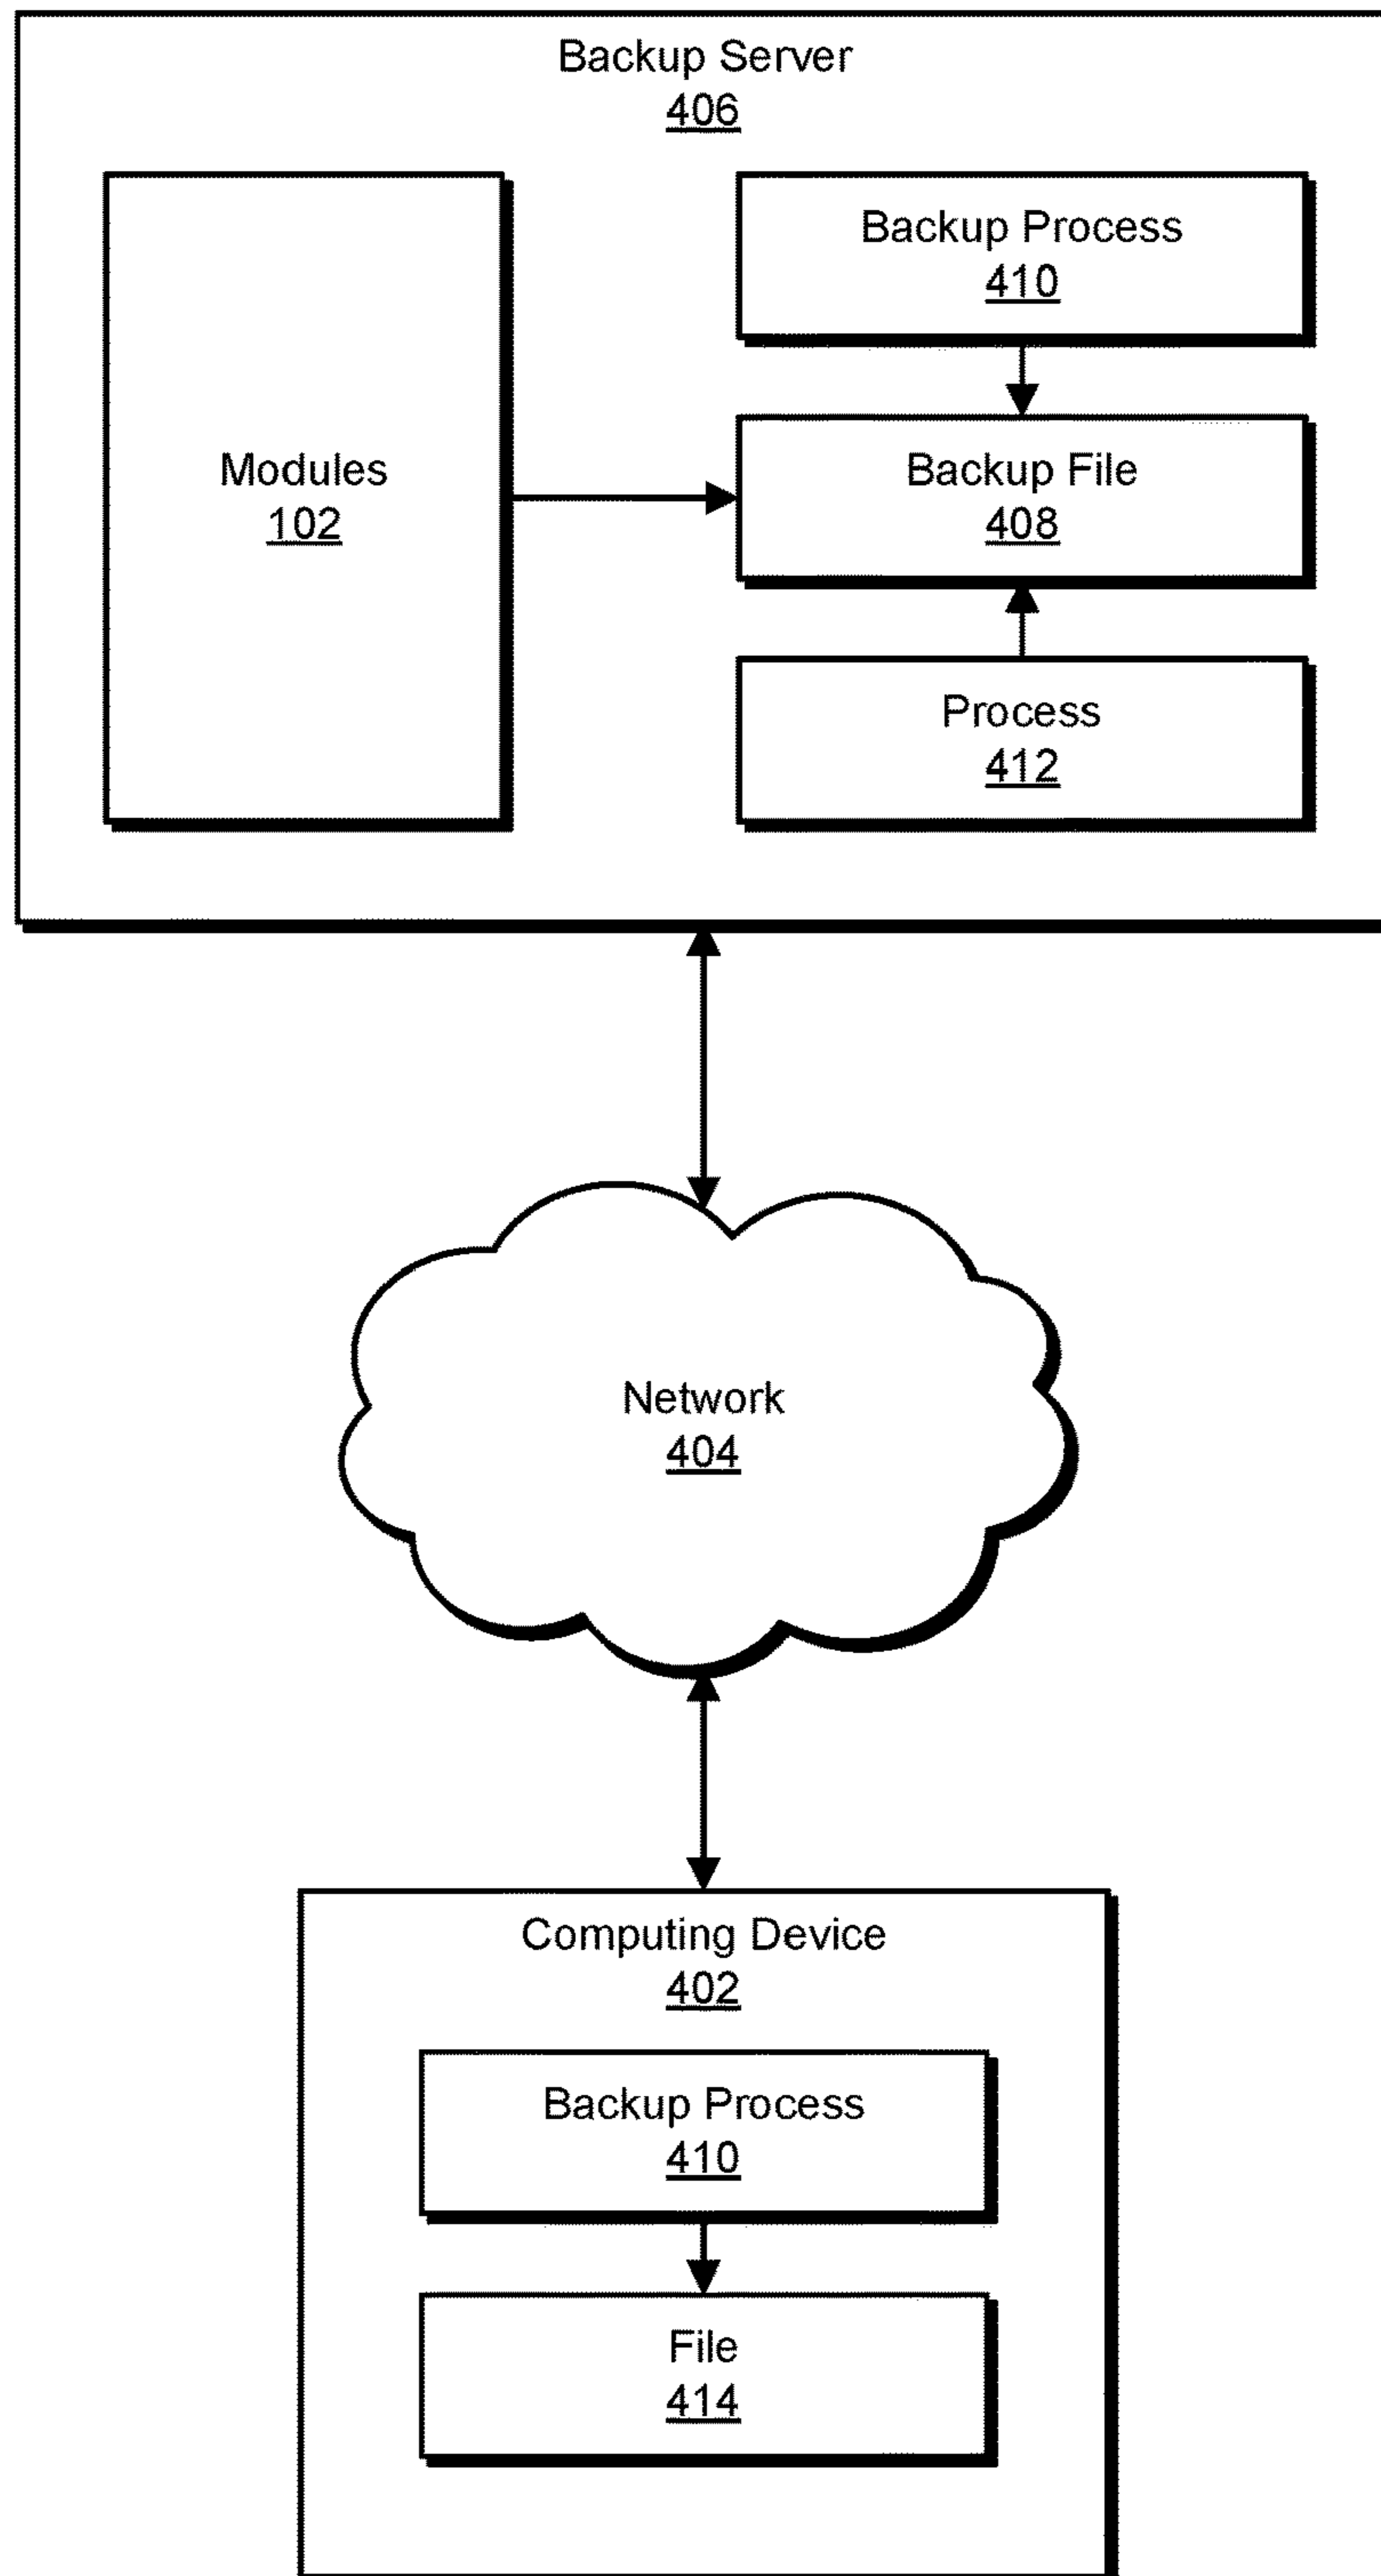 Backup Server
406
Modules
102
Backup Process
410
Backup File
408
Process
412
Network
404
Computing Device
402
Backup Process
410
File
414